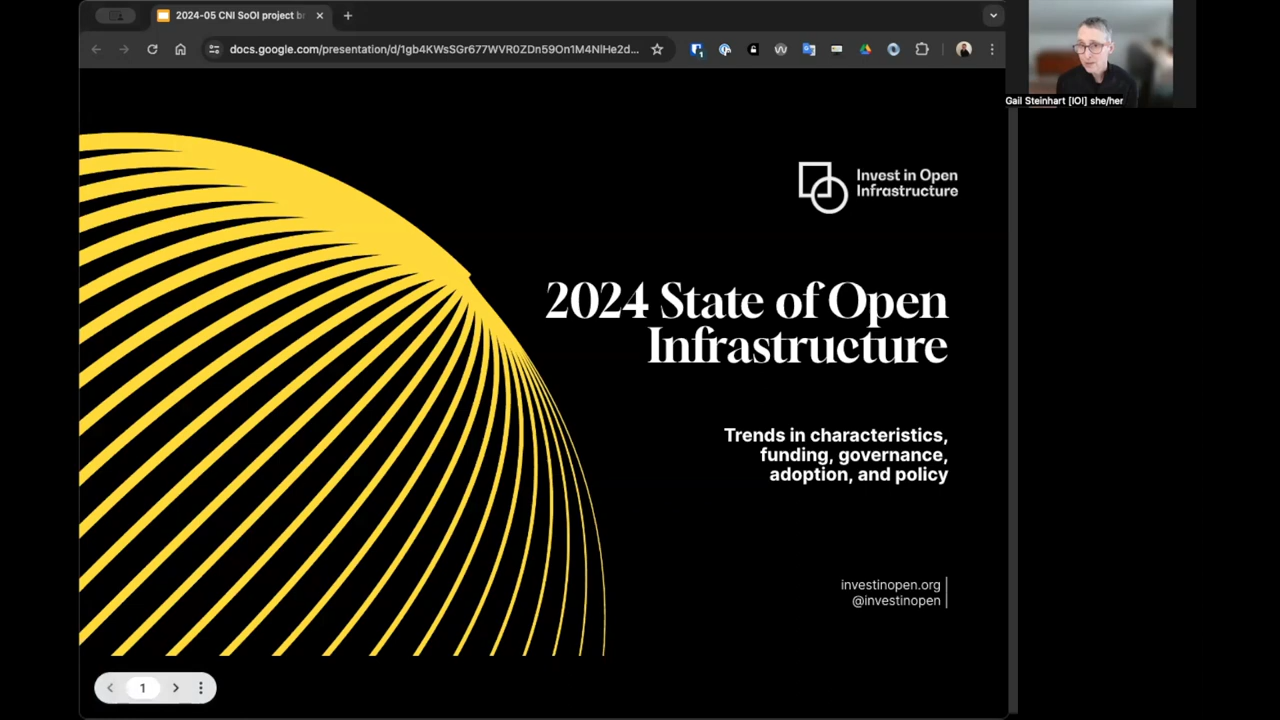 2024-05 CNI SoOI project br
docs.google.com/presentation/d/1gb4KWsSGr677WVR0ZDn59On1M4NlHe2d...
Gail Steinhart [IOI] she/her
Invest in Open
Infrastructure
2024 State of Open
Infrastructure
Trends in characteristics,
funding, governance,
adoption, and policy
investinopen.org
@investinopen
1